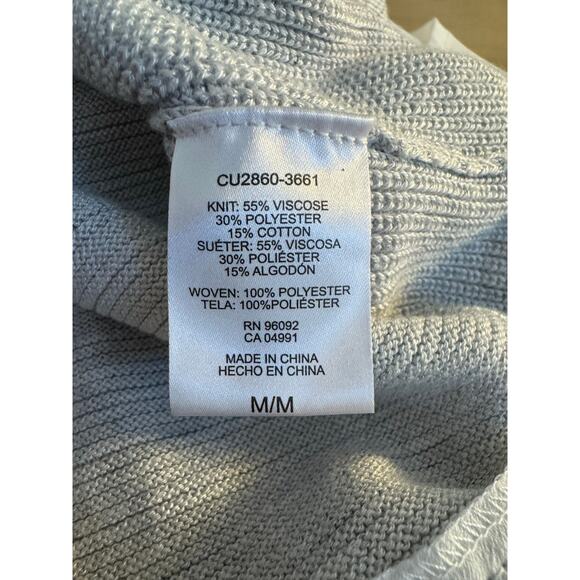 CU2860-3661
KNIT: 55% VISCOSE
30% POLYESTER
15% COTTON
SUÉTER: 55% VISCOSA
30% POLIÉSTER
15% ALGODÓN
WOVEN: 100% POLYESTER
TELA: 100%POLIÉSTER
RN 96092
CA 04991
MADE IN CHINA
HECHO EN CHINA
M/M